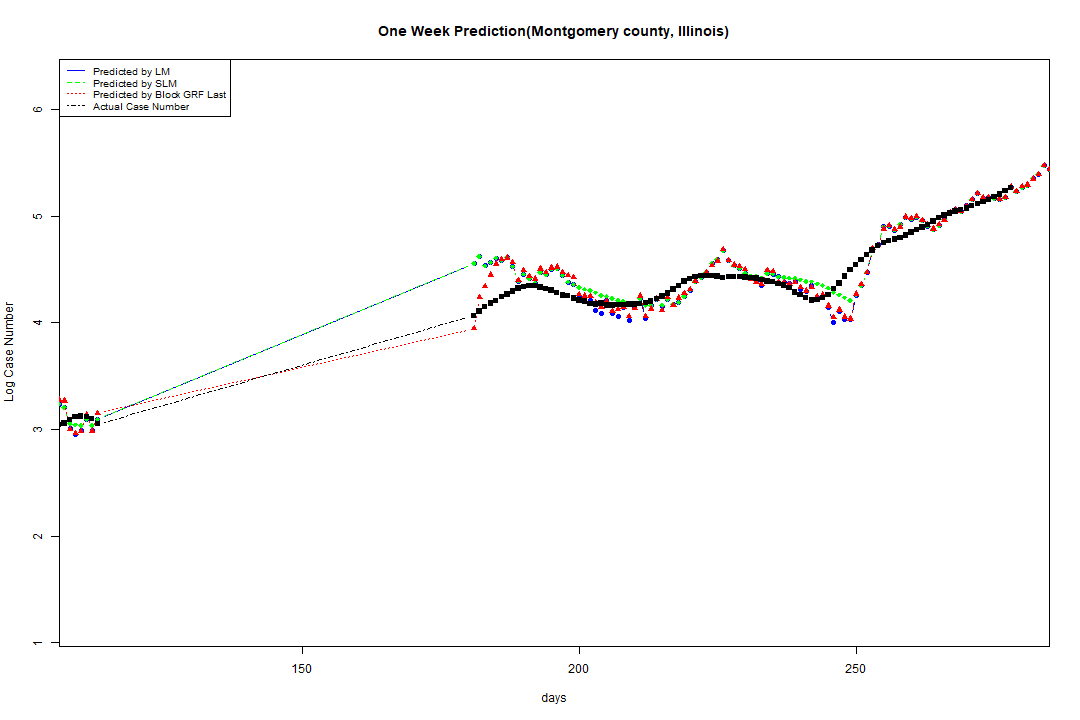 One Week Prediction(Montgomery county, Illinois)
Predicted by LM
Predicted by SLM
Predicted by Block GRF Last
Actual Case Number
6
5
4
3
2
1
Log Case Number
150
200
250
days